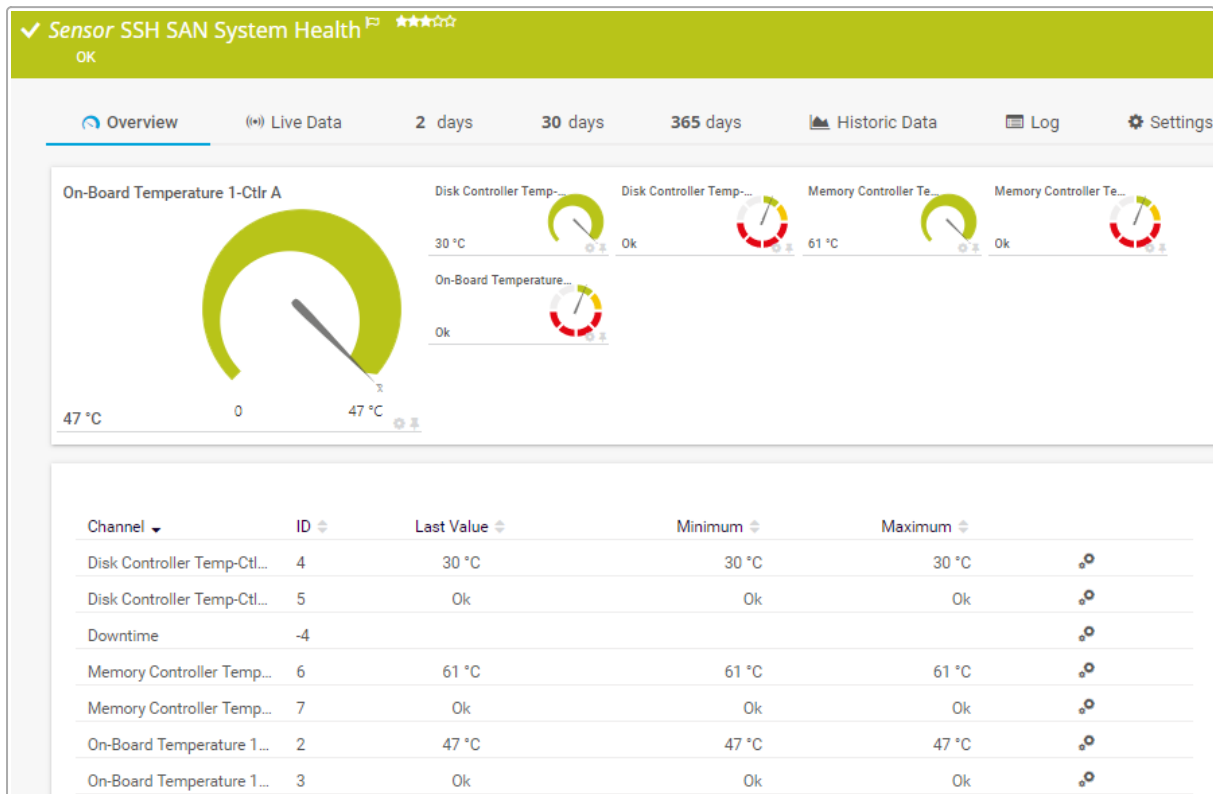 Sensor SSH SAN System Health
OK
Overview
Live Data
2 days
30 days
365 days
Historic Data
Log
Settings
On-Board Temperature 1-Ctlr A
47 °C
0
47 °C
Disk Controller Temp-...
30 °C
Disk Controller Temp-...
Ok
Memory Controller Te...
61 °C
Memory Controller Te...
Ok
On-Board Temperature...
Ok
Channel ID Last Value Minimum Maximum
Disk Controller Temp-Ctl... 4 30 °C 30 °C 30 °C
Disk Controller Temp-Ctl... 5 Ok Ok Ok
Downtime -4
Memory Controller Temp... 6 61 °C 61 °C 61 °C
Memory Controller Temp... 7 Ok Ok Ok
On-Board Temperature 1... 2 47 °C 47 °C 47 °C
On-Board Temperature 1... 3 Ok Ok Ok